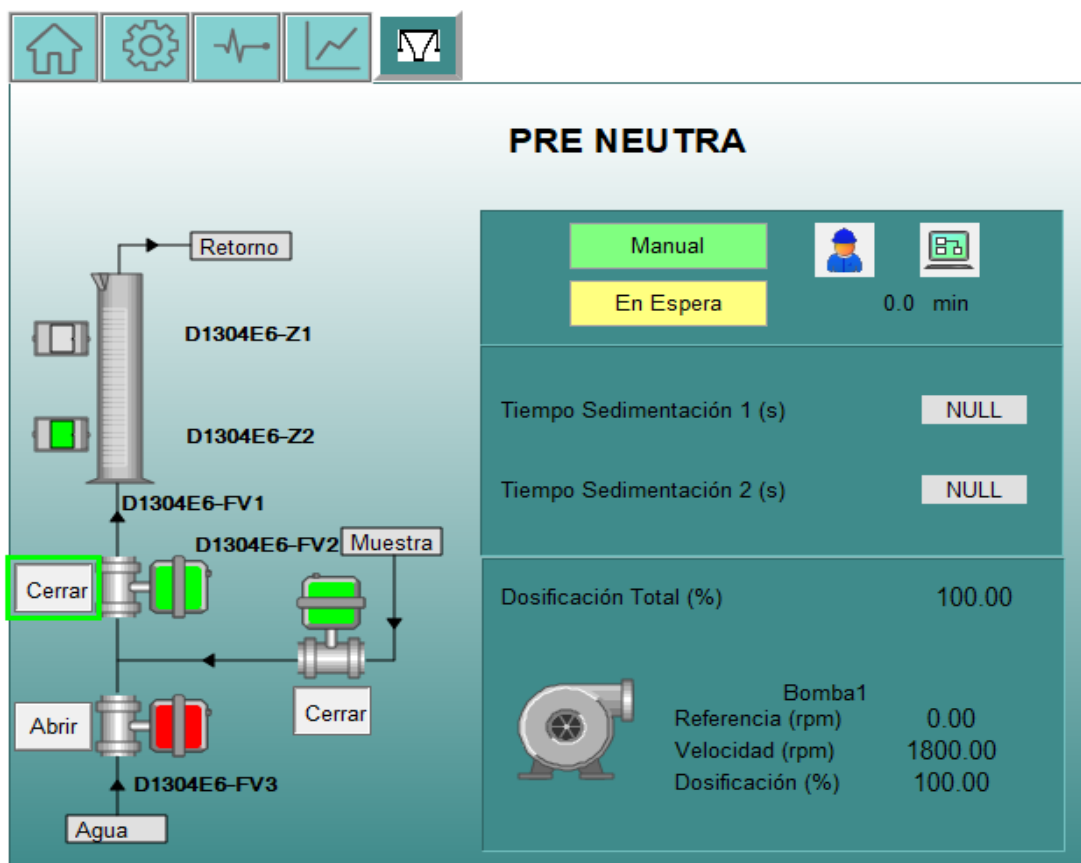 PRE NEUTRA
Retorno
D1304E6-Z1
D1304E6-Z2
D1304E6-FV1
D1304E6-FV2 Muestra
Cerrar
Cerrar
Abrir
D1304E6-FV3
Agua
Manual
En Espera 0.0 min
Tiempo Sedimentación 1 (s) NULL
Tiempo Sedimentación 2 (s) NULL
Dosificación Total (%) 100.00
Bomba1
Referencia (rpm) 0.00
Velocidad (rpm) 1800.00
Dosificación (%) 100.00